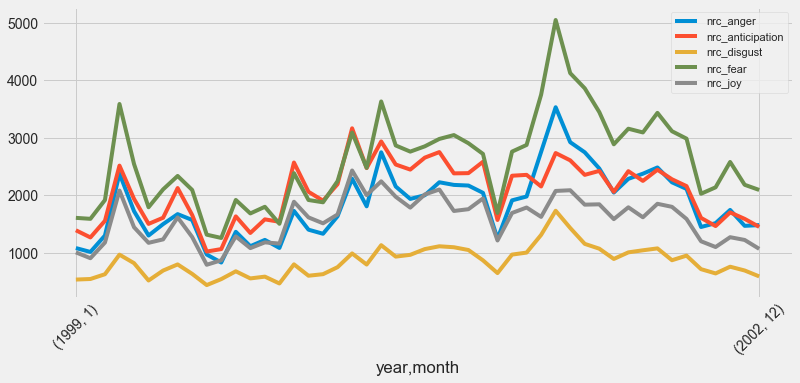 5000
4000
3000
2000
1000
nrc_anger
nrc_anticipation
nrc_disgust
nrc_fear
nrc_joy
(1999, 1)
(2002, 12)
year,month